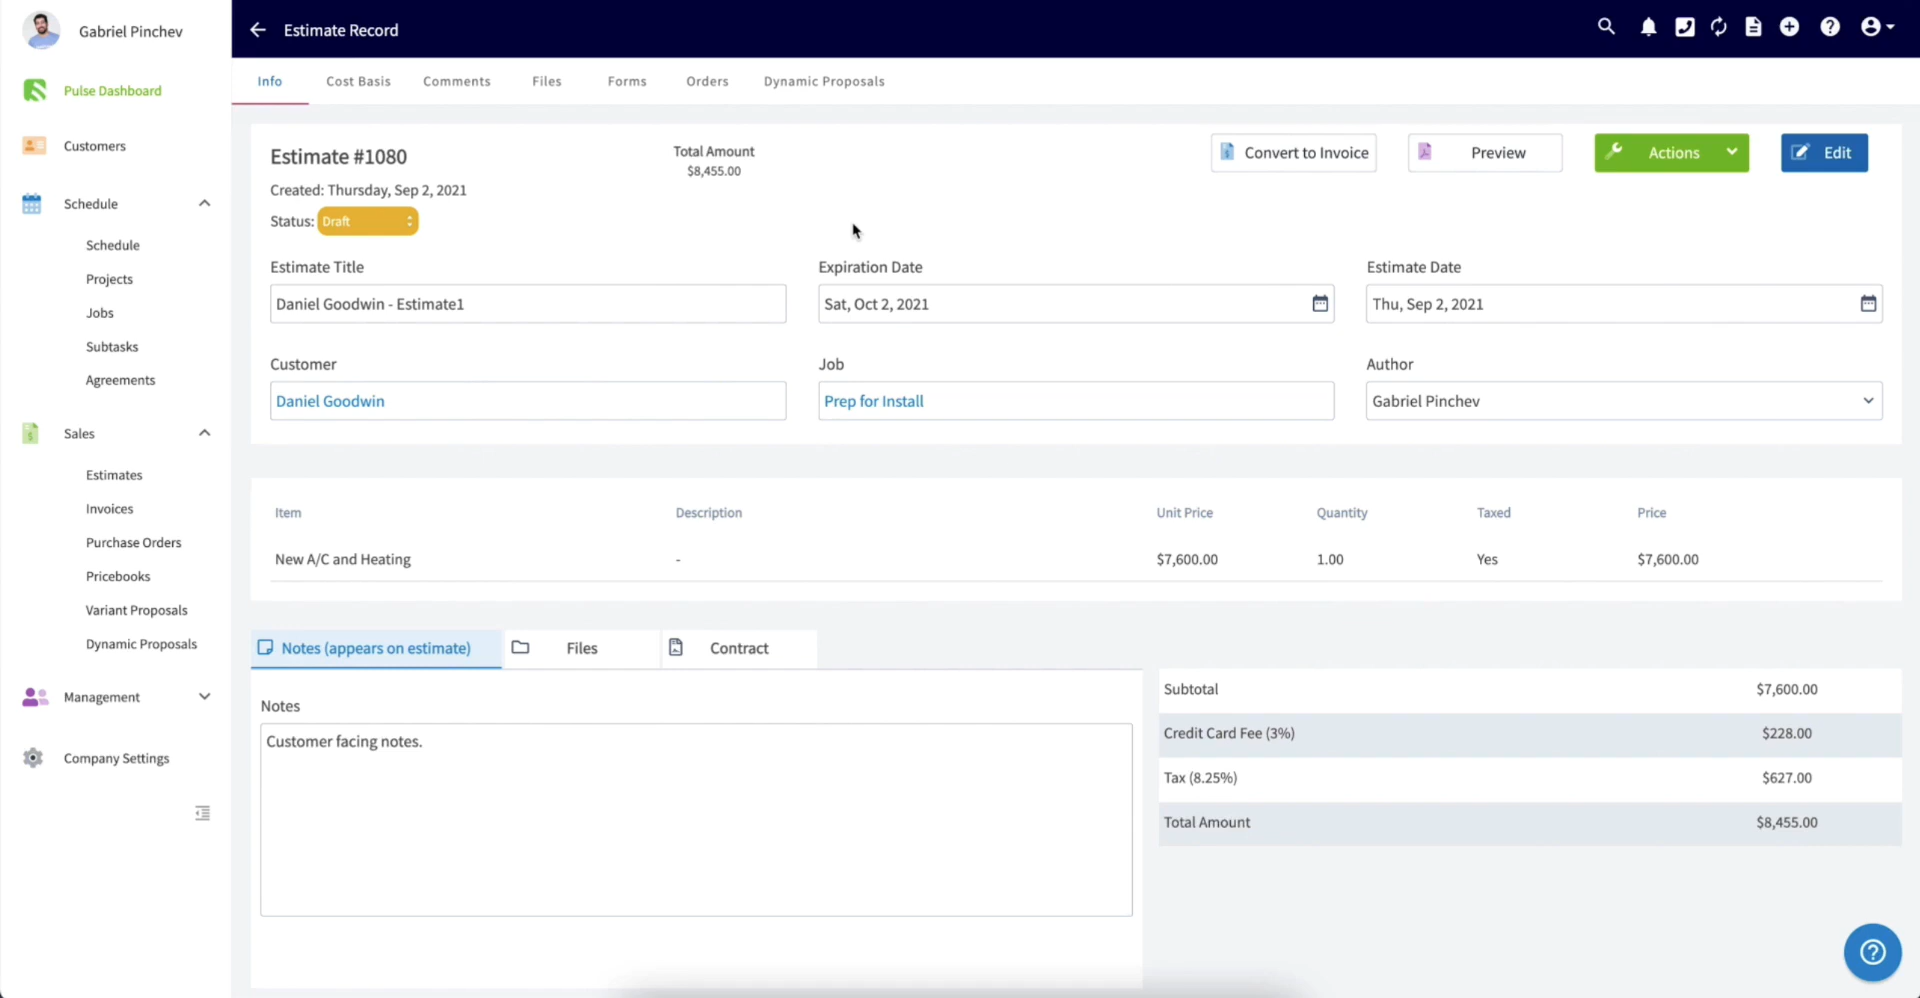 Gabriel Pinchev
Pulse Dashboard
Customers
Schedule
Schedule
Projects
Jobs
Subtasks
Agreements
Sales
Estimates
Invoices
Purchase Orders
Pricebooks
Variant Proposals
Dynamic Proposals
Management
Company Settings
Estimate Record
Info Cost Basis Comments Files Forms Orders Dynamic Proposals
Estimate #1080
Created: Thursday, Sep 2, 2021
Status: Draft
Total Amount
$8,455.00
Convert to Invoice Preview Actions Edit
Estimate Title Expiration Date Estimate Date
Daniel Goodwin - Estimate1 Sat, Oct 2, 2021 Thu, Sep 2, 2021
Customer Job Author
Daniel Goodwin Prep for Install Gabriel Pinchev
Item Description Unit Price Quantity Taxed Price
New A/C and Heating - $7,600.00 1.00 Yes $7,600.00
Notes (appears on estimate) Files Contract
Notes
Customer facing notes.
Subtotal $7,600.00
Credit Card Fee (3%) $228.00
Tax (8.25%) $627.00
Total Amount $8,455.00